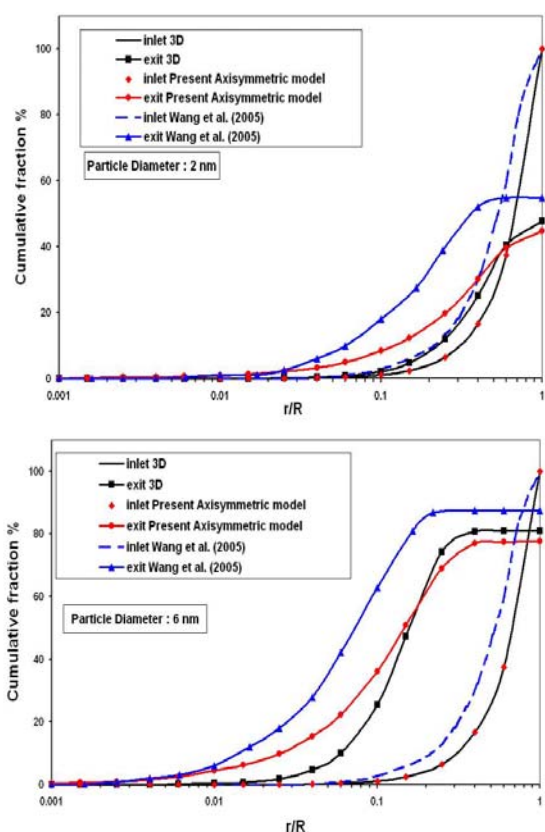 100
80
60
40
20
0
Cumulative fraction %
inlet 3D
exit 3D
inlet Present Axisymmetric model
exit Present Axisymmetric model
inlet Wang et al. (2005)
exit Wang et al. (2005)
Particle Diameter : 2 nm
0.001
0.01
0.1
1
r/R
100
80
60
40
20
0
Cumulative fraction %
inlet 3D
exit 3D
inlet Present Axisymmetric model
exit Present Axisymmetric model
inlet Wang et al. (2005)
exit Wang et al. (2005)
Particle Diameter : 6 nm
0.001
0.01
0.1
1
r/R